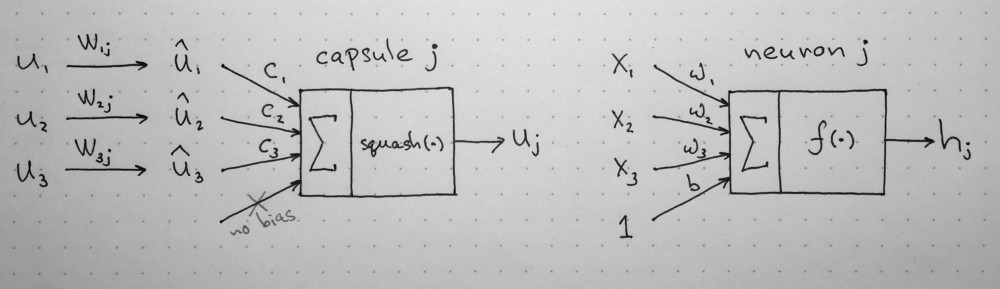 capsule j
u₁ W₁ⱼ û₁ c₁
u₂ W₂ⱼ û₂ c₂
u₃ W₃ⱼ û₃ c₃
no bias
Σ squash(·) uⱼ
neuron j
x₁ w₁
x₂ w₂
x₃ w₃
1 b
Σ f(·) hⱼ